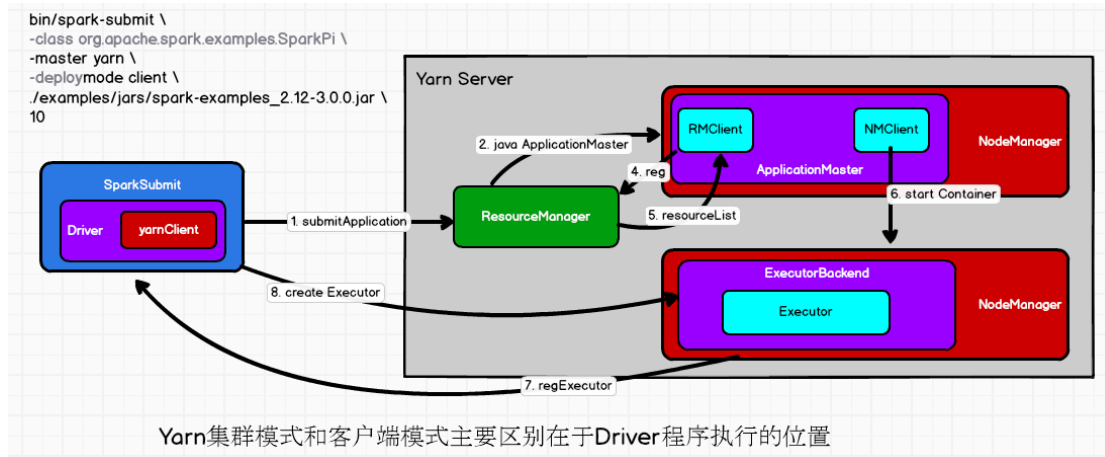 bin/spark-submit \
-class org.apache.spark.examples.SparkPi \
-master yarn \
-deploymode client \
./examples/jars/spark-examples_2.12-3.0.0.jar \
10
Yarn Server
RMClient
NMClient
NodeManager
ApplicationMaster
2. java ApplicationMaster
4. reg
SparkSubmit
Driver
yarnClient
1. submitApplication
ResourceManager
5. resourceList
6. start Container
8. create Executor
ExecutorBackend
Executor
NodeManager
7. regExecutor
Yarn集群模式和客户端模式主要区别在于Driver程序执行的位置